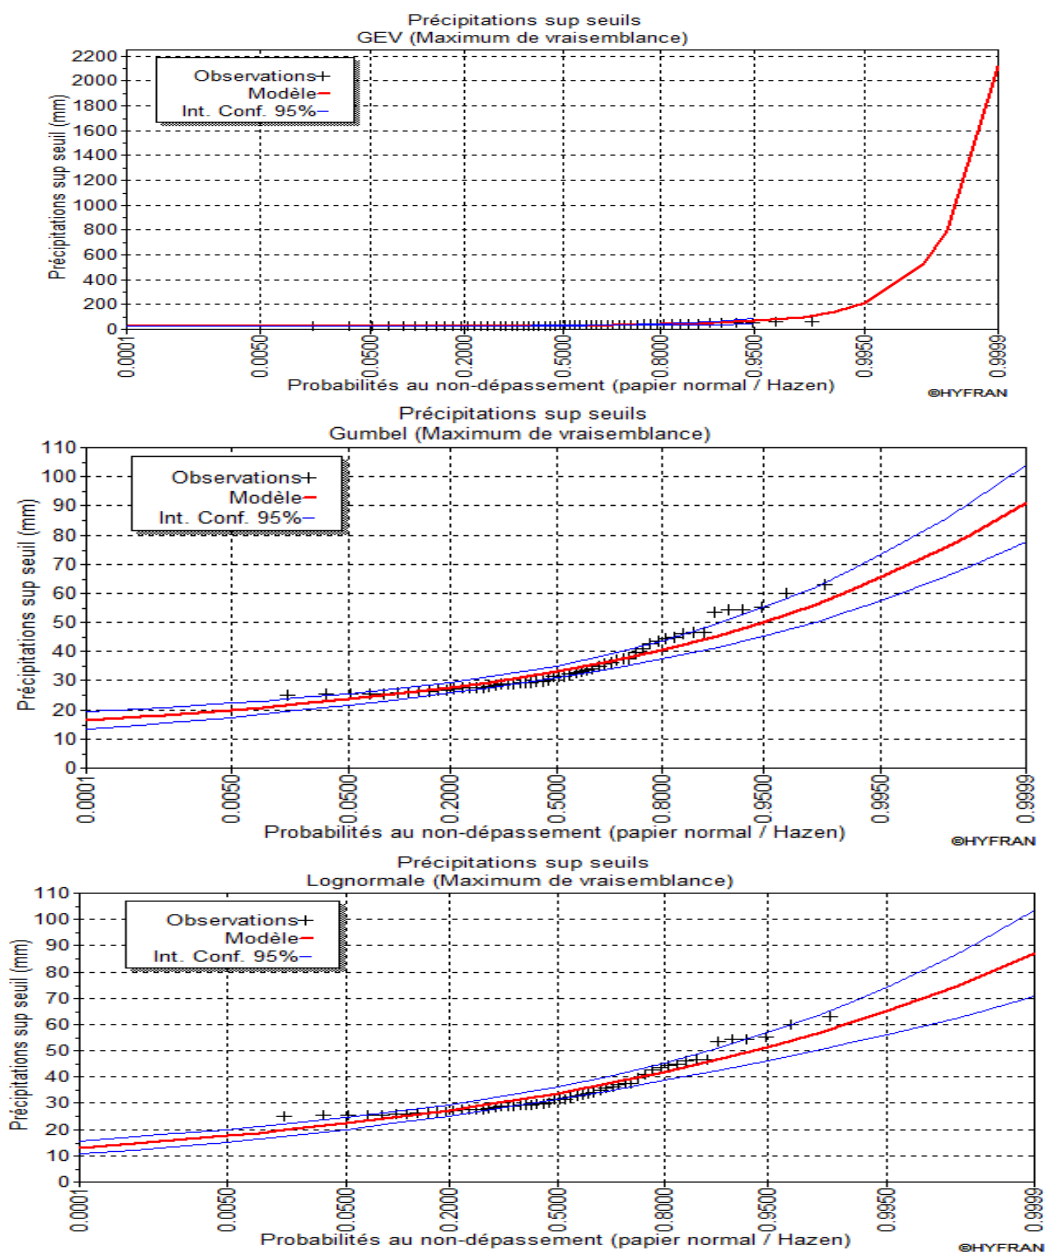 Précipitations sup seuils
GEV (Maximum de vraisemblance)
Précipitations sup seuil (mm)
2200
2000
1800
1600
1400
1200
1000
800
600
400
200
0
Observations
Modèle
Int. Conf. 95%
0.0001
0.0050
0.0500
0.2000
0.5000
0.8000
0.9500
0.9950
0.9999
Probabilités au non-dépassement (papier normal / Hazen)
©HYFRAN
Précipitations sup seuils
Gumbel (Maximum de vraisemblance)
Précipitations sup seuil (mm)
110
100
90
80
70
60
50
40
30
20
10
0
Observations
Modèle
Int. Conf. 95%
0.0001
0.0050
0.0500
0.2000
0.5000
0.8000
0.9500
0.9950
0.9999
Probabilités au non-dépassement (papier normal / Hazen)
©HYFRAN
Précipitations sup seuils
Lognormale (Maximum de vraisemblance)
Précipitations sup seuil (mm)
110
100
90
80
70
60
50
40
30
20
10
0
Observations
Modèle
Int. Conf. 95%
0.0001
0.0050
0.0500
0.2000
0.5000
0.8000
0.9500
0.9950
0.9999
Probabilités au non-dépassement (papier normal / Hazen)
©HYFRAN